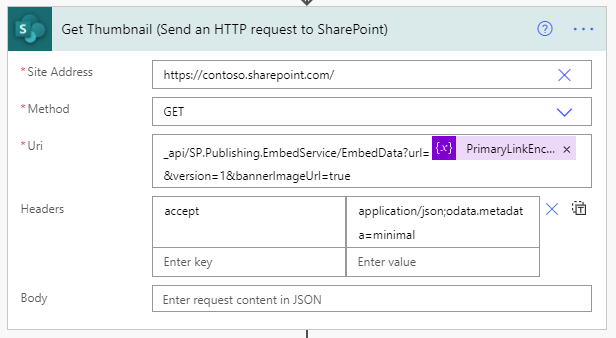 Get Thumbnail (Send an HTTP request to SharePoint)
* Site Address
https://contoso.sharepoint.com/
* Method
GET
* Uri
_api/SP.Publishing.EmbedService/EmbedData?url= {x} PrimaryLinkEnc... ×
&version=1&bannerImageUrl=true
Headers
accept
application/json;odata.metadat
a=minimal
Enter key
Enter value
Body
Enter request content in JSON